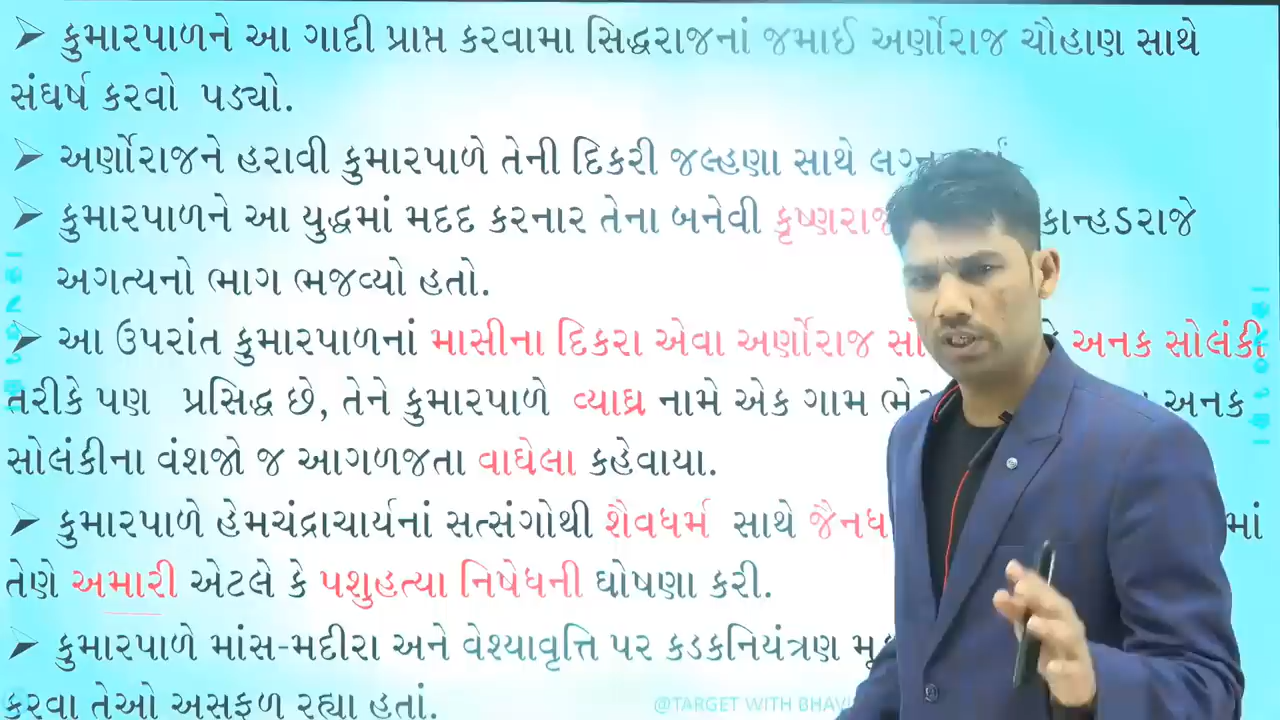 ➢ કુમારપાળને આ ગાદી પ્રાપ્ત કરવામા સિદ્ધરાજનાં જમાઈ અર્ણોરાજ ચૌહાણ સાથે
સંઘર્ષ કરવો પડ્યો.
➢ અર્ણોરાજને હરાવી કુમારપાળે તેની દિકરી જલ્હણા સાથે
➢ કુમારપાળને આ યુદ્ધમાં મદદ કરનાર તેના બનેવી કૃષ્ણરાજ કાન્હડરાજે
અગત્યનો ભાગ ભજવ્યો હતો.
➢ આ ઉપરાંત કુમારપાળનાં માસીના દિકરા એવા અર્ણોરાજ અનક સોલંકી
તરીકે પણ પ્રસિદ્ધ છે, તેને કુમારપાળે વ્યાઘ્ર નામે એક ગામ અનક
સોલંકીના વંશજો જ આગળજતા વાઘેલા કહેવાયા.
➢ કુમારપાળે હેમચંદ્રાચાર્યનાં સત્સંગોથી શૈવધર્મ સાથે
તેણે અમારી એટલે કે પશુહત્યા નિષેધની ઘોષણા કરી.
➢ કુમારપાળે માંસ-મદીરા અને વેશ્યાવૃત્તિ પર કડકનિયંત્રણ
કરવા તેઓ અસફળ રહ્યા હતાં.
@TARGET WITH